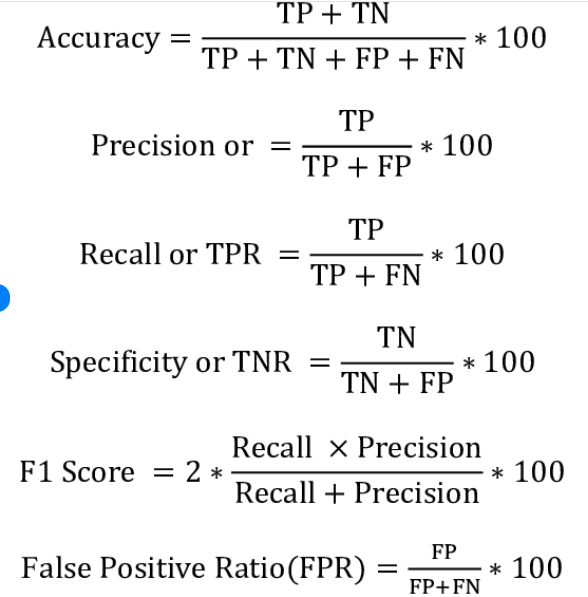 Accuracy = (TP + TN) / (TP + TN + FP + FN) * 100
Precision or = TP / (TP + FP) * 100
Recall or TPR = TP / (TP + FN) * 100
Specificity or TNR = TN / (TN + FP) * 100
F1 Score = 2 * (Recall × Precision) / (Recall + Precision) * 100
False Positive Ratio(FPR) = FP / (FP+FN) * 100